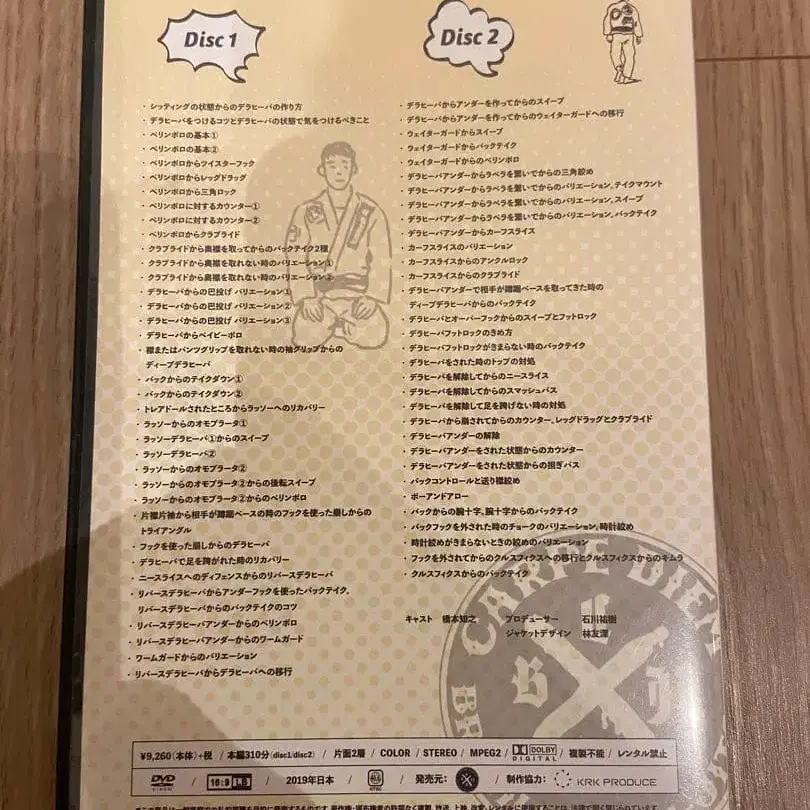 Disc 1
・シッティングの状態からのデラヒーバの作り方
・デラヒーバをつけるコツとデラヒーバの状態で気をつけるべきこと
・ベリンボロの基本①
・ベリンボロの基本②
・ベリンボロからツイスターフック
・ベリンボロからレッグドラッグ
・ベリンボロから三角ロック
・ベリンボロに対するカウンター①
・ベリンボロに対するカウンター②
・ベリンボロからクラブライド
・クラブライドから奥襟を取ってからのバックテイク2種
・クラブライドから奥襟を取れない時のバリエーション①
・クラブライドから奥襟を取れない時のバリエーション②
・デラヒーバからの巴投げ バリエーション①
・デラヒーバからの巴投げ バリエーション②
・デラヒーバからの巴投げ バリエーション③
・デラヒーバからベイビーボロ
・襟またはパンツグリップを取れない時の袖グリップからの
ディープデラヒーバ
・バックからのテイクダウン①
・バックからのテイクダウン②
・トレアドールされたところからラッソーへのリカバリー
・ラッソーからのオモプラータ①
・ラッソーデラヒーバ①からのスイープ
・ラッソーデラヒーバ②
・ラッソーからのオモプラータ②
・ラッソーからのオモプラータ②からの後転スイープ
・ラッソーからのオモプラータ②からのベリンボロ
・片襟片袖から相手が蹲踞ベースの時のフックを使った崩しからの
トライアングル
・フックを使った崩しからのデラヒーバ
・デラヒーバで足を跨がれた時のリカバリー
・ニースライスへのディフェンスからのリバースデラヒーバ
・リバースデラヒーバからアンダーフックを使ったバックテイク,
リバースデラヒーバからのバックテイクのコツ
・リバースデラヒーバアンダーからのベリンボロ
・リバースデラヒーバアンダーからのワームガード
・ワームガードからのバリエーション
・リバースデラヒーバからデラヒーバへの移行
Disc 2
・デラヒーバからアンダーを作ってからのスイープ
・デラヒーバからアンダーを作ってからのウェイターガードへの移行
・ウェイターガードからスイープ
・ウェイターガードからバックテイク
・ウェイターガードからのベリンボロ
・デラヒーバアンダーからラペラを繋いでからの三角絞め
・デラヒーバアンダーからラペラを繋いでからのバリエーション,テイクマウント
・デラヒーバアンダーからラペラを繋いでからのバリエーション,スイープ
・デラヒーバアンダーからラペラを繋いでからのバリエーション,バックテイク
・デラヒーバアンダーからカーフスライス
・カーフスライスのバリエーション
・カーフスライスからのアンクルロック
・カーフスライスからのクラブライド
・デラヒーバアンダーで相手が蹲踞ベースを取ってきた時の
ディープデラヒーバからのバックテイク
・デラヒーバとオーバーフックからのスイープとフットロック
・デラヒーバフットロックのきめ方
・デラヒーバフットロックがきまらない時のバックテイク
・デラヒーバをされた時のトップの対処
・デラヒーバを解除してからのニースライス
・デラヒーバを解除してからのスマッシュパス
・デラヒーバを解除して足を跨げない時の対処
・デラヒーバから崩されてからのカウンター,レッグドラッグとクラブライド
・デラヒーバアンダーの解除
・デラヒーバアンダーをされた状態からのカウンター
・デラヒーバアンダーをされた状態からの担ぎパス
・バックコントロールと送り襟絞め
・ボーアンドアロー
・バックからの腕十字,腕十字からのバックテイク
・バックフックを外された時のチョークのバリエーション,時計絞め
・時計絞めがきまらないときの絞めのバリエーション
・フックを外されてからのクルスフィクスへの移行とクルスフィクスからのキムラ
・クルスフィクスからのバックテイク
キャスト 橋本知之 プロデューサー 石川祐樹
ジャケットデザイン 林友澤
CARPE DIEM
¥9,260(本体)+税 / 本編310分(disc1/disc2) / 片面2層 / COLOR / STEREO / MPEG2 / DOLBY DIGITAL / 複製不能 / レンタル禁止
DVD VIDEO / 16:9 LB / 2019年日本 / 発売元: / 制作協力: KRK PRODUCE